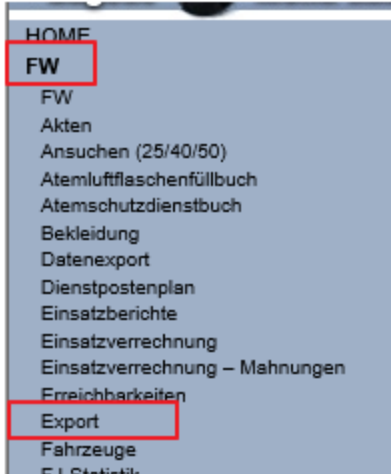 HOME
FW
FW
Akten
Ansuchen (25/40/50)
Atemluftflaschenfüllbuch
Atemschutzdienstbuch
Bekleidung
Datenexport
Dienstpostenplan
Einsatzberichte
Einsatzverrechnung
Einsatzverrechnung – Mahnungen
Erreichbarkeiten
Export
Fahrzeuge